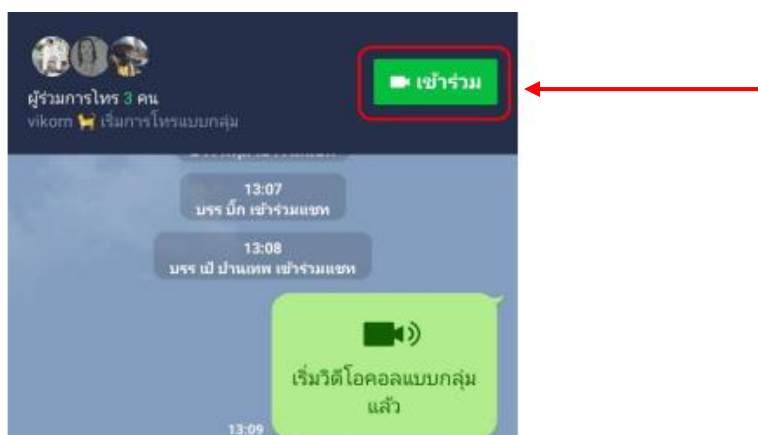 เข้าร่วม
ผู้ร่วมการโทร 3 คน
vikorn 🐕 เริ่มการโทรแบบกลุ่ม
13:07
บรร บิ๊ก เข้าร่วมแชท
13:08
บรร เป้ ปานเทพ เข้าร่วมแชท
เริ่มวิดีโอคอลแบบกลุ่ม
แล้ว
13:09